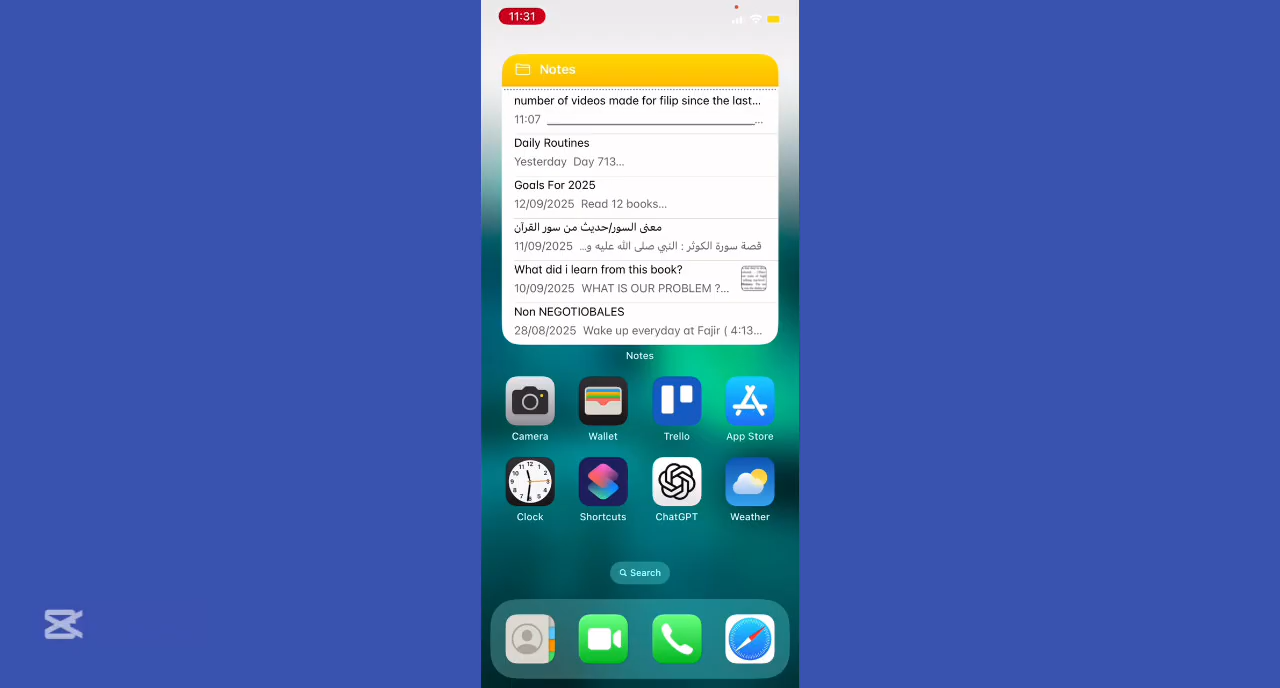 11:31
Notes
number of videos made for filip since the last...
11:07 ...
Daily Routines
Yesterday Day 713...
Goals For 2025
12/09/2025 Read 12 books...
معنى السور/حديث من سور القرآن
11/09/2025 قصة سورة الكوثر : النبي صلى الله عليه و...
What did i learn from this book?
10/09/2025 WHAT IS OUR PROBLEM ?...
Non NEGOTIOBALES
28/08/2025 Wake up everyday at Fajir ( 4:13...
Notes
Camera Wallet Trello App Store
Clock Shortcuts ChatGPT Weather
Search